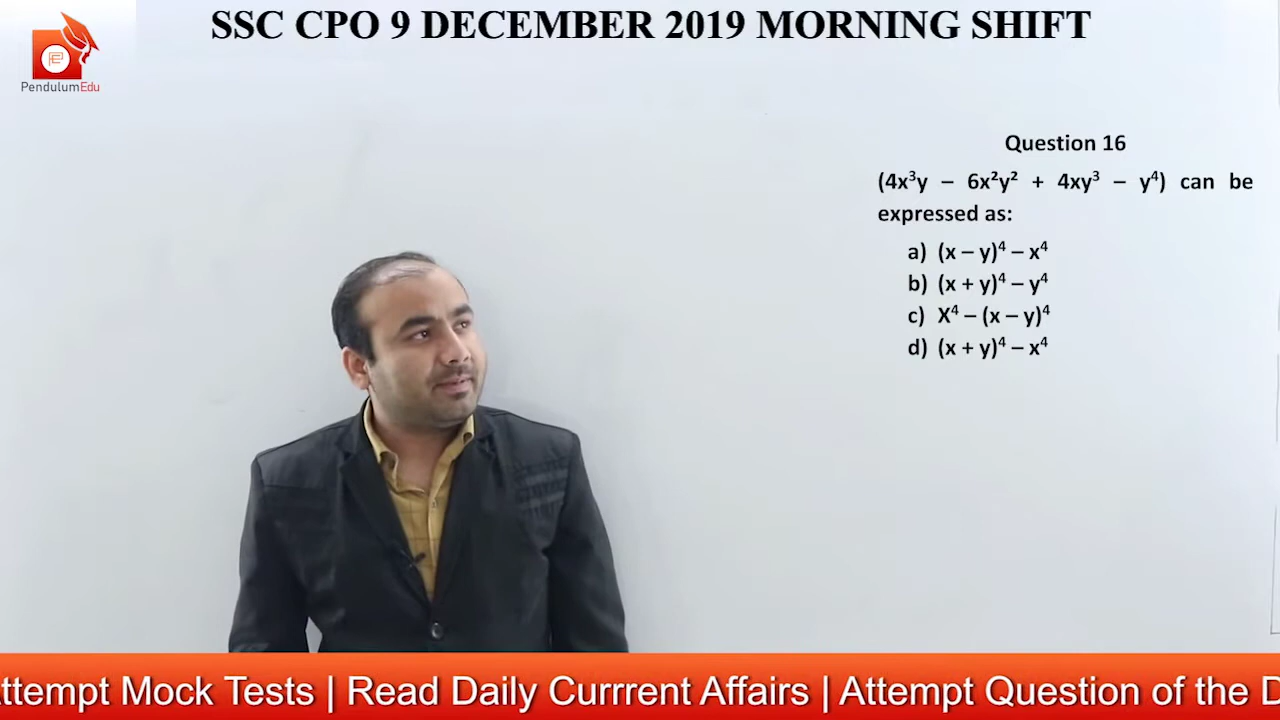 SSC CPO 9 DECEMBER 2019 MORNING SHIFT
PendulumEdu
Question 16
(4x³y – 6x²y² + 4xy³ – y⁴) can be
expressed as:
a) (x – y)⁴ – x⁴
b) (x + y)⁴ – y⁴
c) X⁴ – (x – y)⁴
d) (x + y)⁴ – x⁴
ttempt Mock Tests | Read Daily Currrent Affairs | Attempt Question of the D